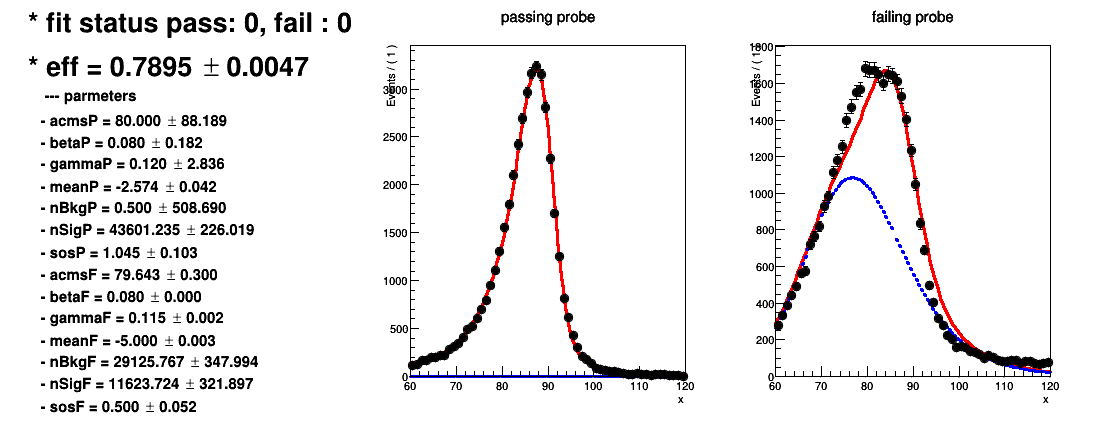 * fit status pass: 0, fail : 0
* eff = 0.7895 ± 0.0047
--- parmeters
- acmsP = 80.000 ± 88.189
- betaP = 0.080 ± 0.182
- gammaP = 0.120 ± 2.836
- meanP = -2.574 ± 0.042
- nBkgP = 0.500 ± 508.690
- nSigP = 43601.235 ± 226.019
- sosP = 1.045 ± 0.103
- acmsF = 79.643 ± 0.300
- betaF = 0.080 ± 0.000
- gammaF = 0.115 ± 0.002
- meanF = -5.000 ± 0.003
- nBkgF = 29125.767 ± 347.994
- nSigF = 11623.724 ± 321.897
- sosF = 0.500 ± 0.052
passing probe
Events / ( 1 )
3000
2500
2000
1500
1000
500
0
60 70 80 90 100 110 120
x
failing probe
Events / ( 1 )
1800
1600
1400
1200
1000
800
600
400
200
0
60 70 80 90 100 110 120
x